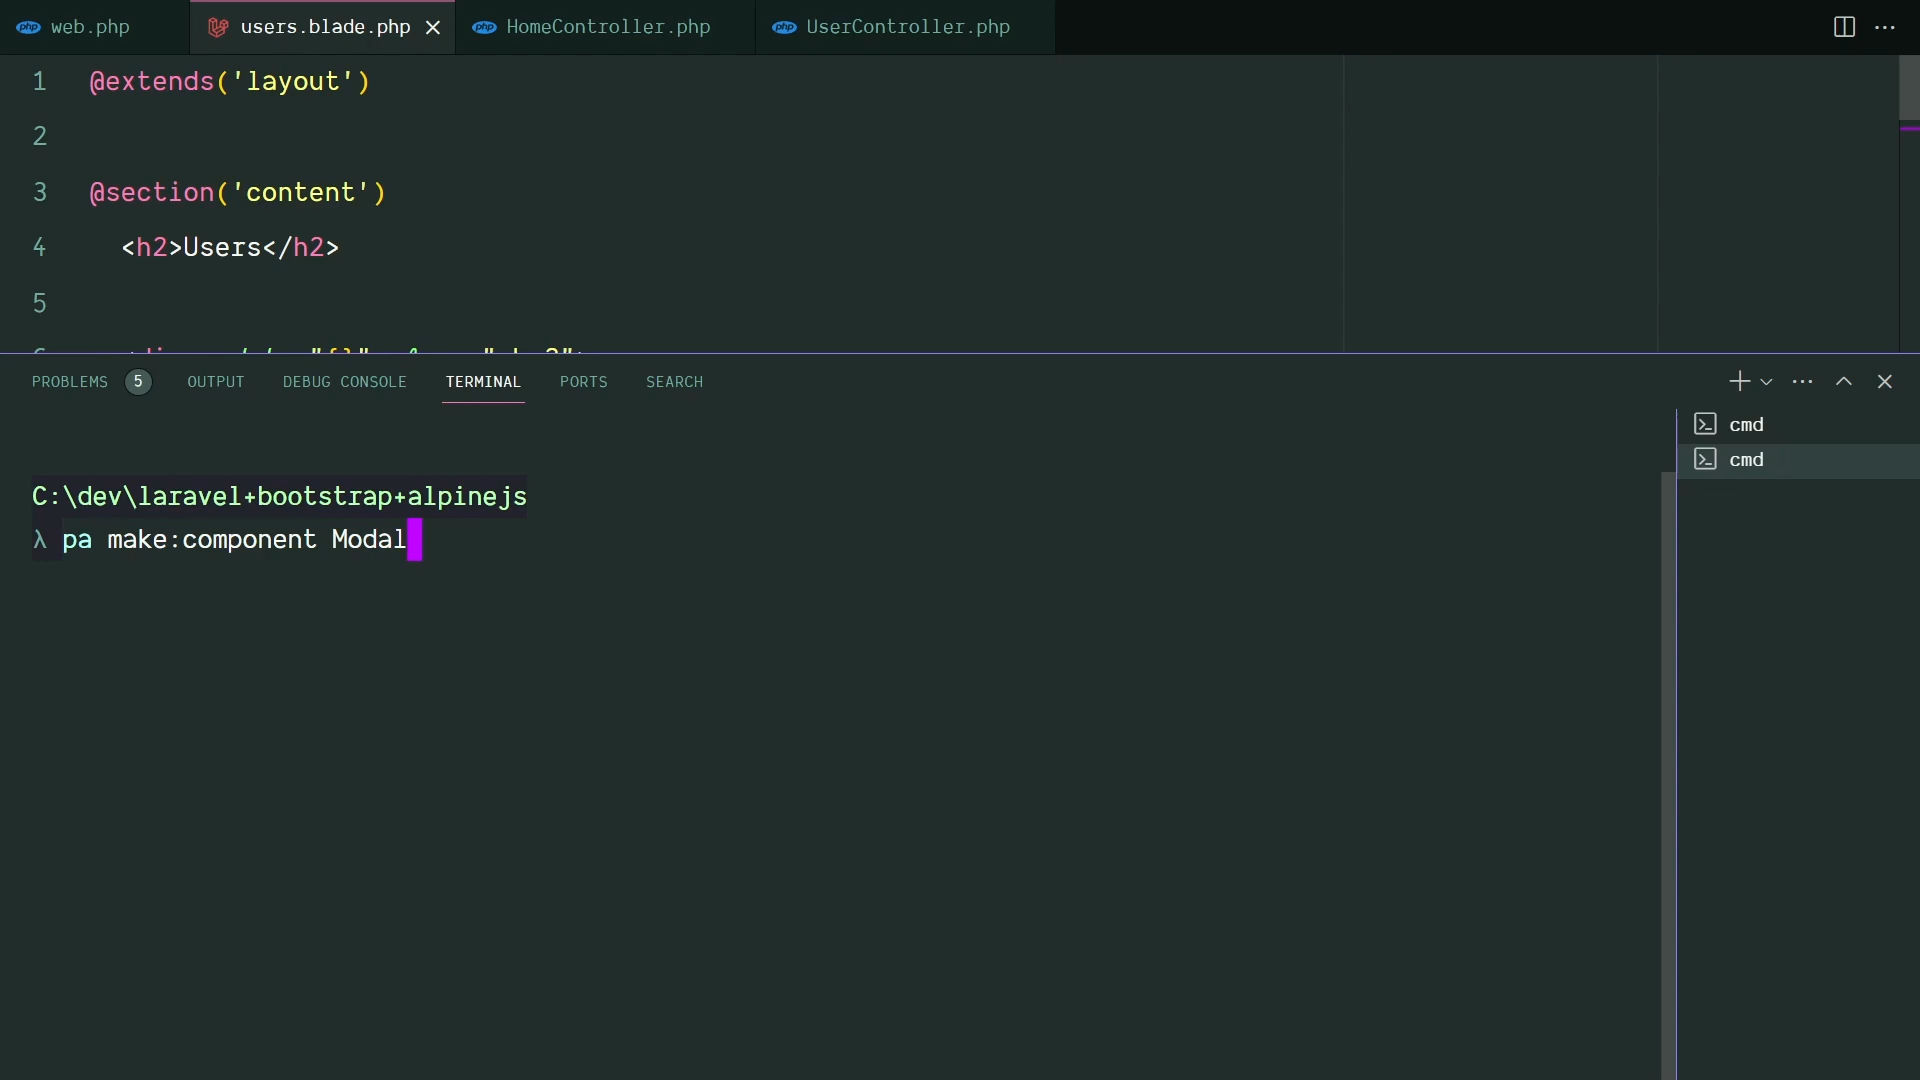 web.php
users.blade.php
HomeController.php
UserController.php
1 @extends('layout')
2
3 @section('content')
4 <h2>Users</h2>
5
PROBLEMS 5 OUTPUT DEBUG CONSOLE TERMINAL PORTS SEARCH
cmd
cmd
C:\dev\laravel+bootstrap+alpinejs
λ pa make:component Modal